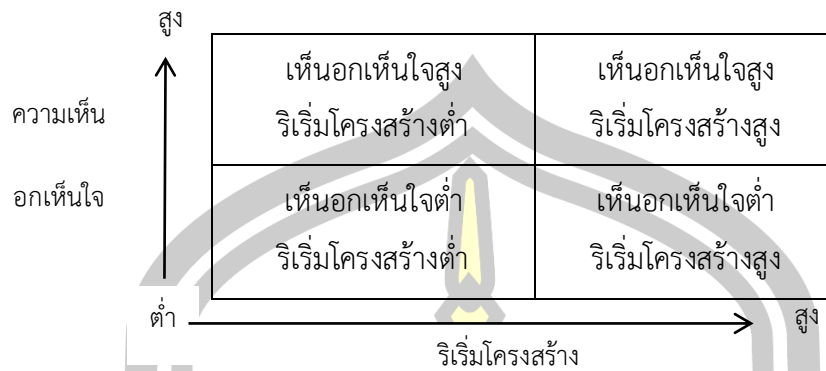 สูง
เห็นอกเห็นใจสูง เห็นอกเห็นใจสูง
ความเห็น ริเริ่มโครงสร้างต่ำ ริเริ่มโครงสร้างสูง
อกเห็นใจ เห็นอกเห็นใจต่ำ เห็นอกเห็นใจต่ำ
ริเริ่มโครงสร้างต่ำ ริเริ่มโครงสร้างสูง
ต่ำ สูง
ริเริ่มโครงสร้าง